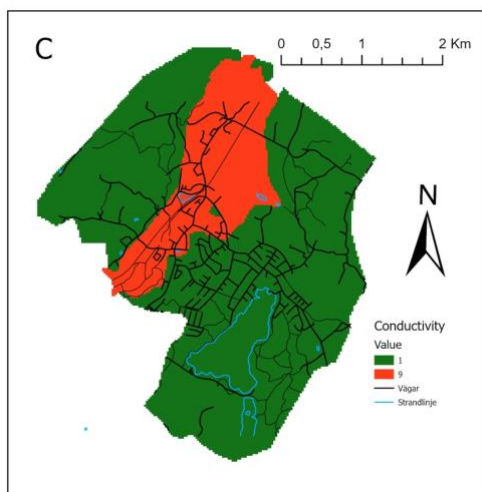 C
0 0,5 1 2 Km
N
Conductivity
Value
1
9
Vägar
Strandlinje